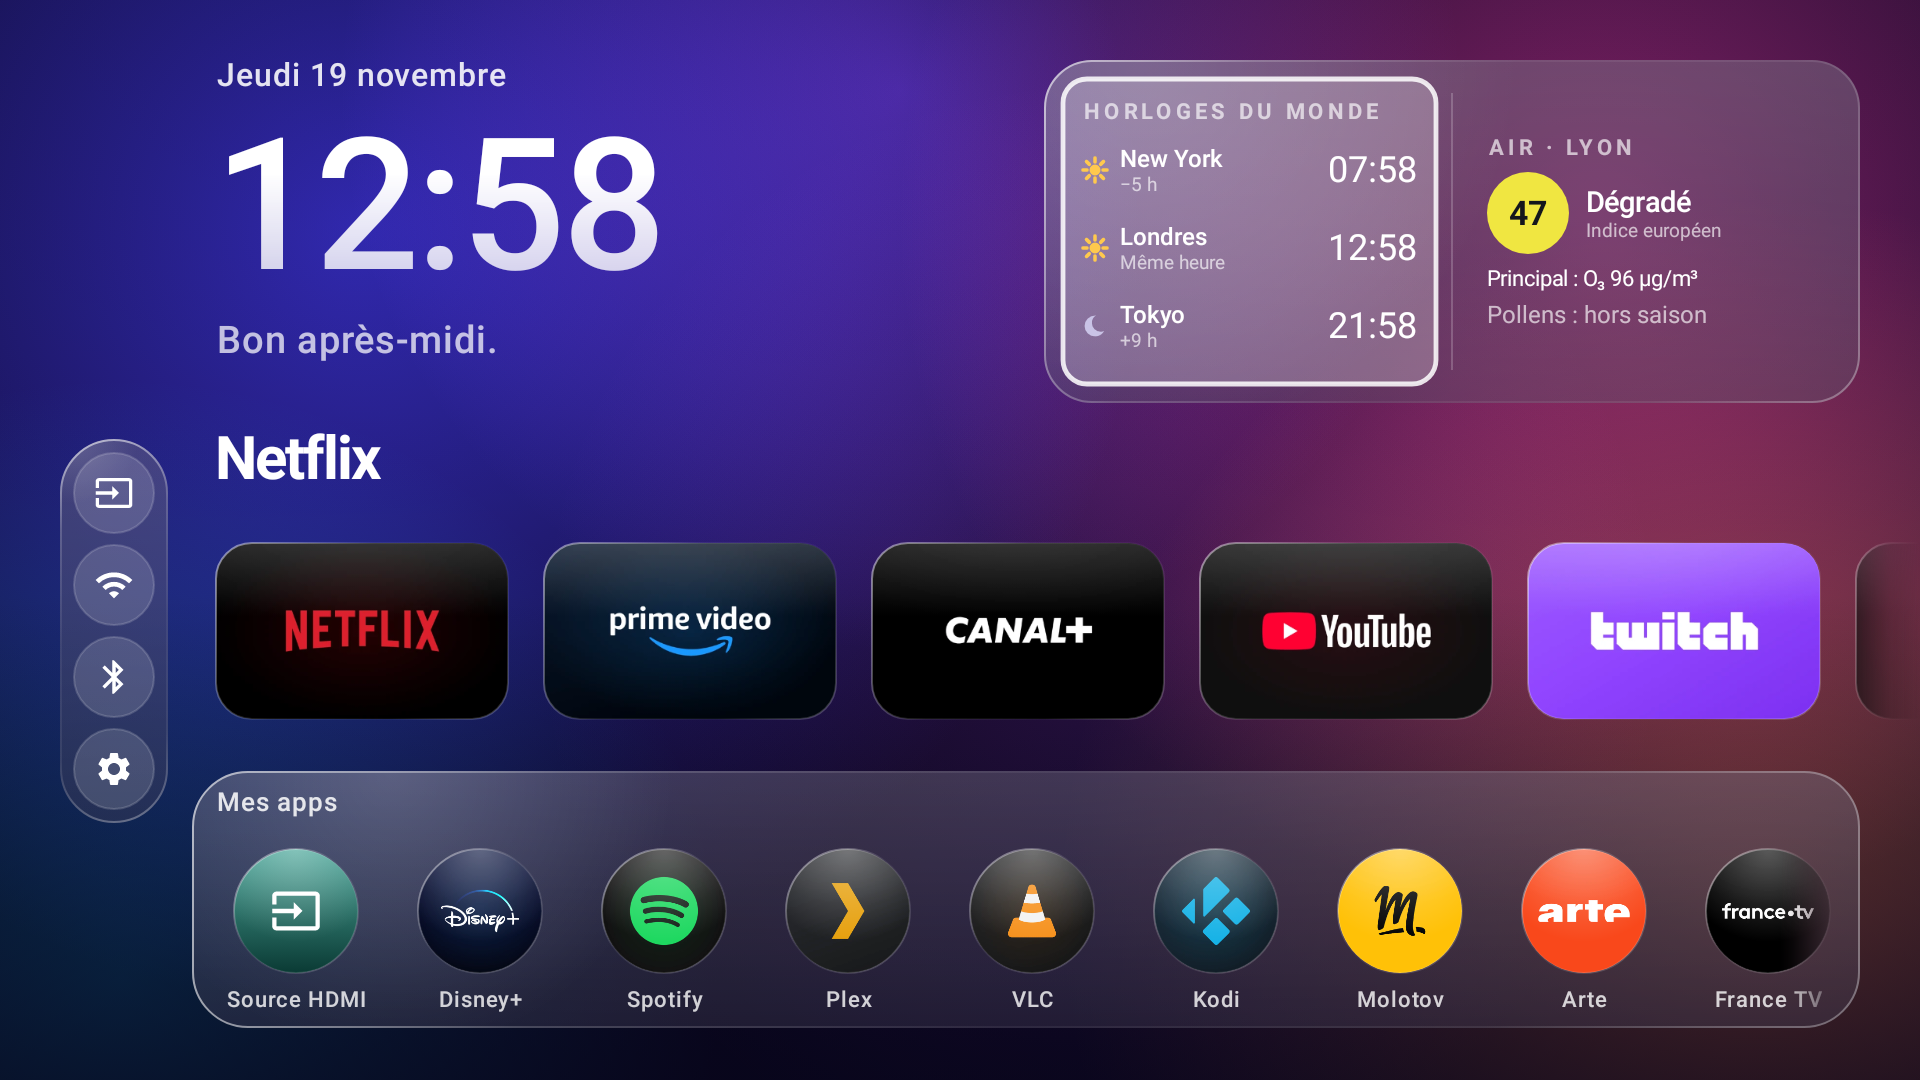 Jeudi 19 novembre
12:58
Bon après-midi.
HORLOGES DU MONDE
New York
−5 h
07:58
Londres
Même heure
12:58
Tokyo
+9 h
21:58
AIR · LYON
47
Dégradé
Indice européen
Principal : O₃ 96 µg/m³
Pollens : hors saison
Netflix
NETFLIX
prime video
CANAL+
YouTube
twitch
Mes apps
Disney+
M.
arte
france•tv
Source HDMI
Disney+
Spotify
Plex
VLC
Kodi
Molotov
Arte
France TV